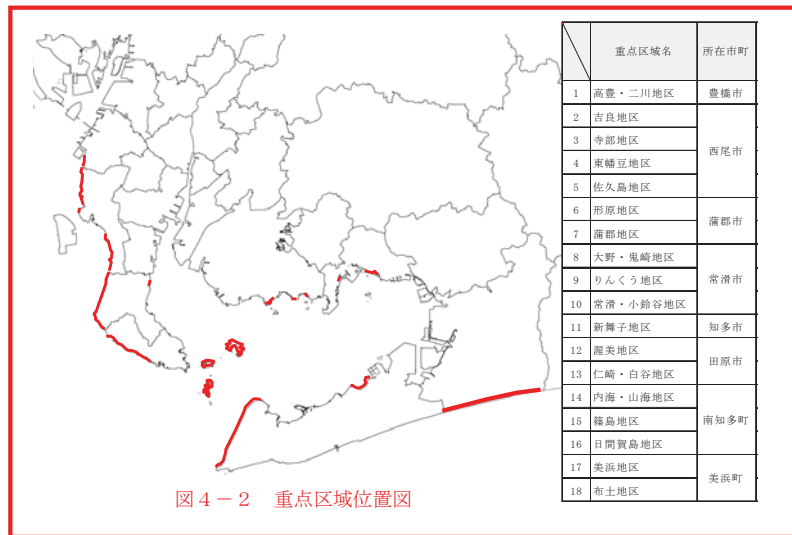 重点区域名 所在市町
1 高豊・二川地区 豊橋市
2 吉良地区 西尾市
3 寺部地区
4 東幡豆地区
5 佐久島地区
6 形原地区 蒲郡市
7 蒲郡地区
8 大野・鬼崎地区 常滑市
9 りんくう地区
10 常滑・小鈴谷地区
11 新舞子地区 知多市
12 渥美地区 田原市
13 仁崎・白谷地区
14 内海・山海地区 南知多町
15 篠島地区
16 日間賀島地区
17 美浜地区 美浜町
18 布土地区
図4-2 重点区域位置図